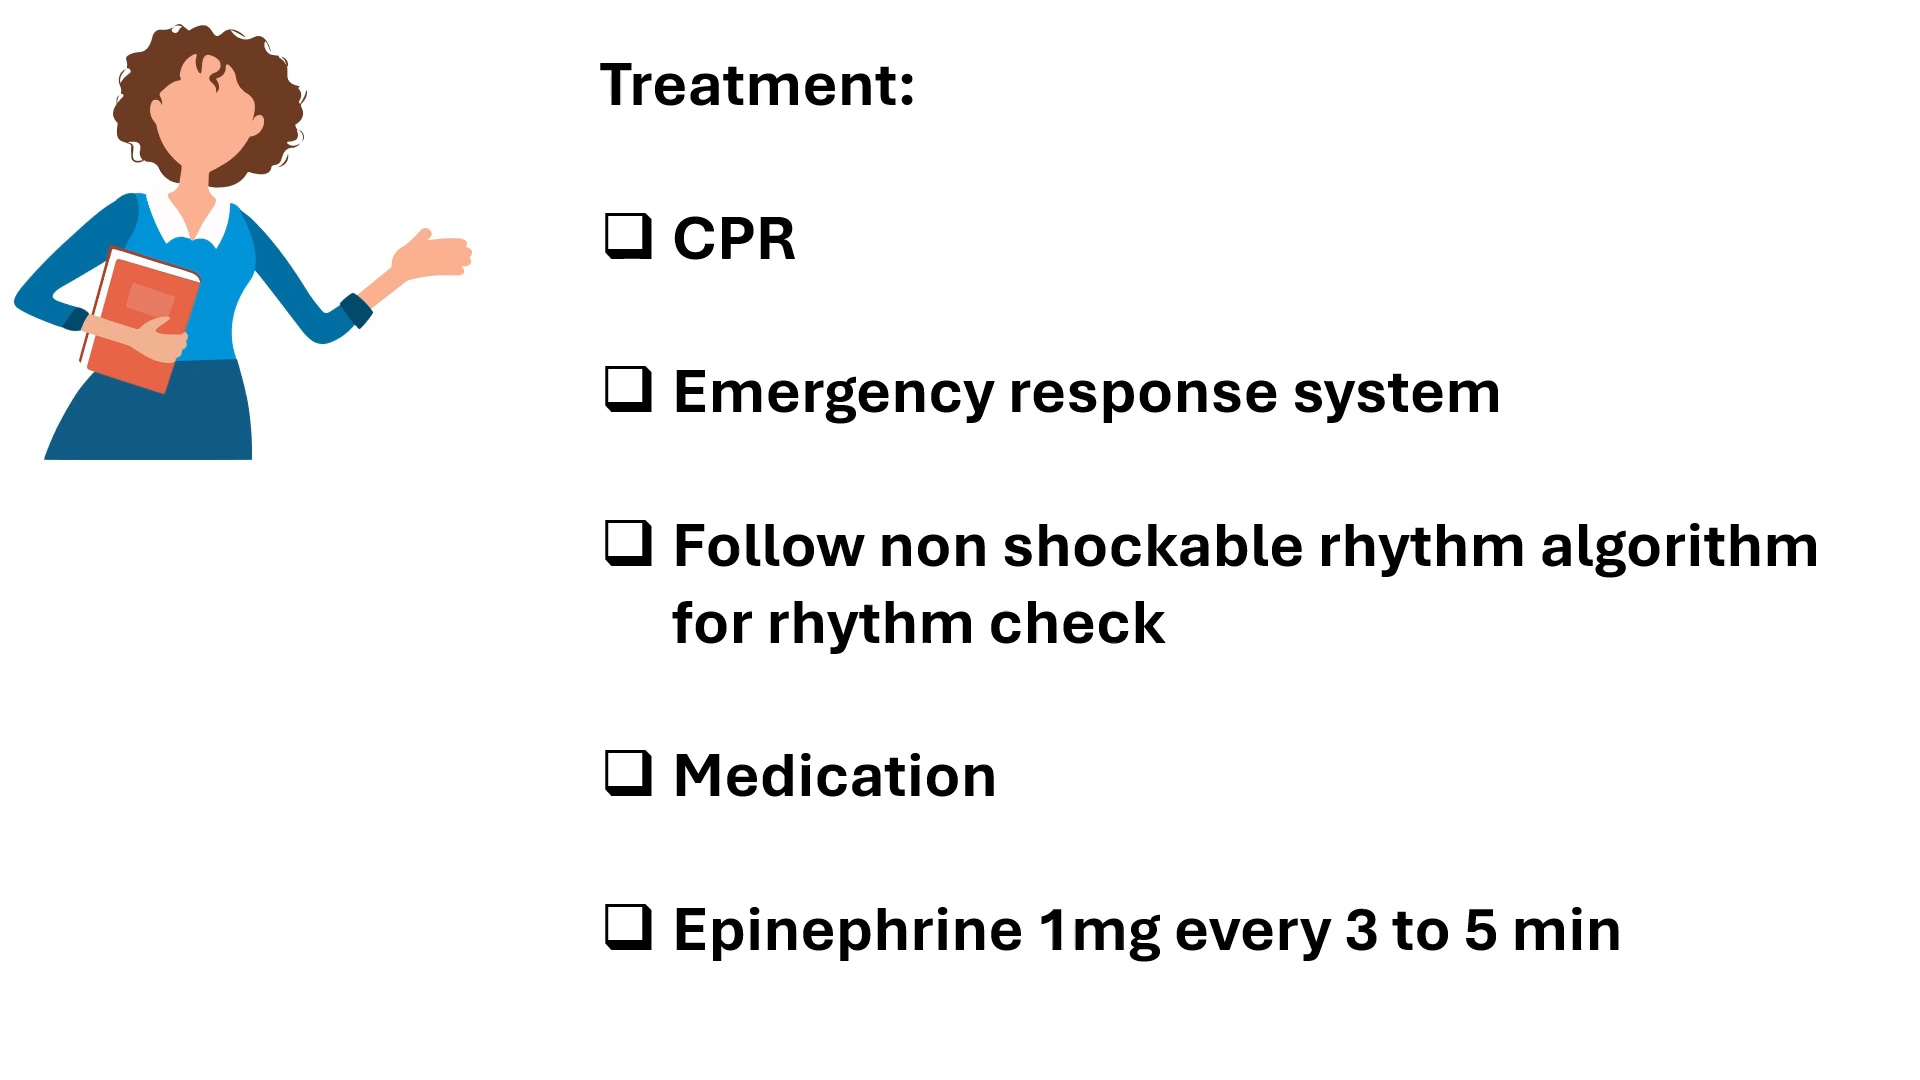 Treatment:
CPR
Emergency response system
Follow non shockable rhythm algorithm
for rhythm check
Medication
Epinephrine 1mg every 3 to 5 min